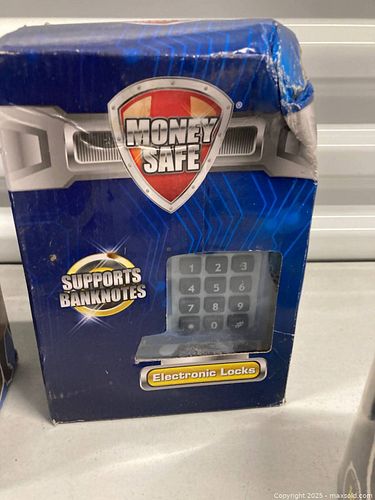 MONEY
SAFE
®
SUPPORTS
BANKNOTES
1 2 3
4 5 6
7 8 9
* 0 #
Electronic Locks
Copyright 2025 - maxsold.com